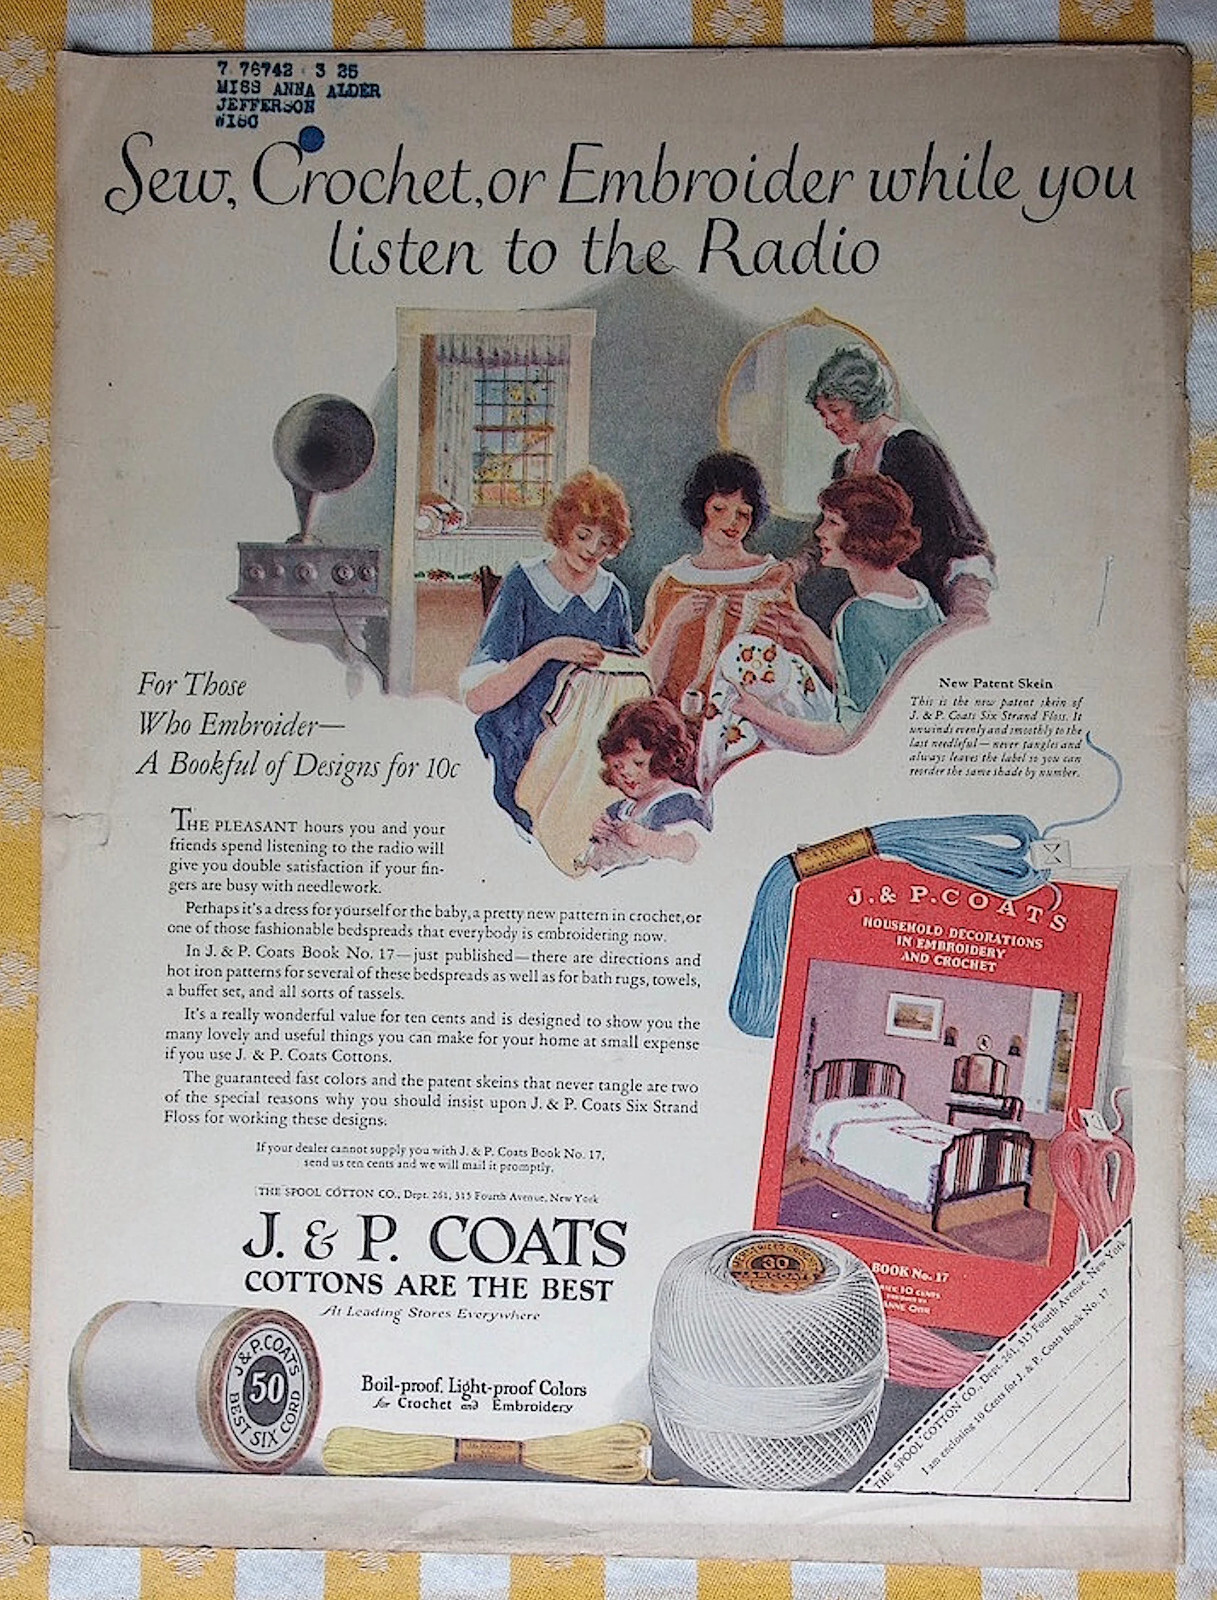 7 76742 3 25
MISS ANNA ALDER
JEFFERSON
WISC
Sew, Crochet, or Embroider while you
listen to the Radio
For Those
Who Embroider—
A Bookful of Designs for 10c
New Patent Skein
This is the new patent skein of
J. & P. Coats Six Strand Floss. It
unwinds evenly and smoothly to the
last needleful—never tangles and
always leaves the label so you can
reorder the same shade by number.
THE PLEASANT hours you and your
friends spend listening to the radio will
give you double satisfaction if your fin-
gers are busy with needlework.
Perhaps it's a dress for yourself or the baby, a pretty new pattern in crochet, or
one of those fashionable bedspreads that everybody is embroidering now.
In J. & P. Coats Book No. 17—just published—there are directions and
hot iron patterns for several of these bedspreads as well as for bath rugs, towels,
a buffet set, and all sorts of tassels.
It's a really wonderful value for ten cents and is designed to show you the
many lovely and useful things you can make for your home at small expense
if you use J. & P. Coats Cottons.
The guaranteed fast colors and the patent skeins that never tangle are two
of the special reasons why you should insist upon J. & P. Coats Six Strand
Floss for working these designs.
If your dealer cannot supply you with J. & P. Coats Book No. 17,
send us ten cents and we will mail it promptly.
THE SPOOL COTTON CO., Dept. 261, 315 Fourth Avenue, New York
J. & P. COATS
COTTONS ARE THE BEST
At Leading Stores Everywhere
J. & P. COATS
HOUSEHOLD DECORATIONS
IN EMBROIDERY
AND CROCHET
BOOK No. 17
10 CENTS
ANNE ORR
30
J. & P. COATS
J. & P. COATS
50
BEST SIX CORD
Boil-proof, Light-proof Colors
for Crochet and Embroidery
THE SPOOL COTTON CO., Dept. 261, 315 Fourth Avenue, New York
I am enclosing 10 Cents for J. & P. Coats Book No. 17